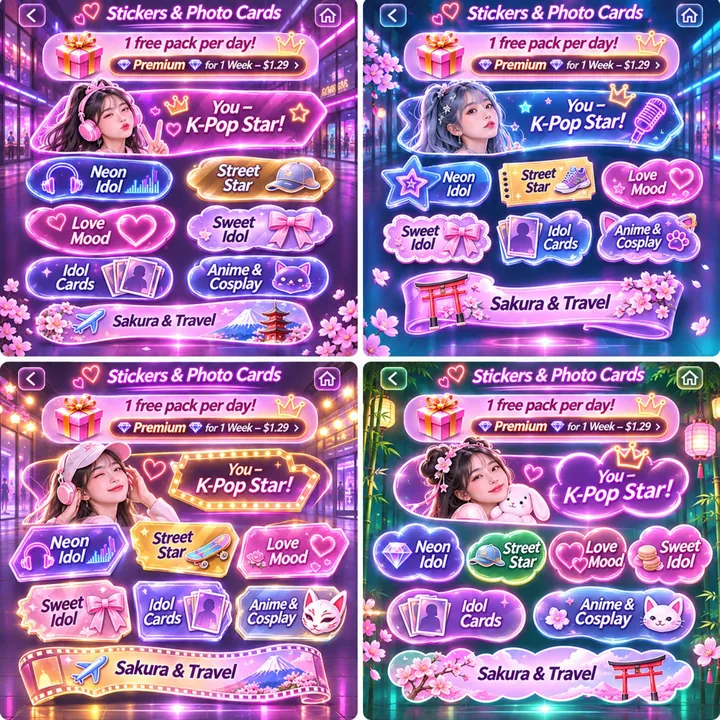 Stickers & Photo Cards
1 free pack per day!
Premium for 1 Week – $1.29 >
You –
K-Pop Star!
Neon
Idol
Street
Star
Love
Mood
Sweet
Idol
Idol
Cards
Anime &
Cosplay
Sakura & Travel
Stickers & Photo Cards
1 free pack per day!
Premium for 1 Week – $1.29 >
You –
K-Pop Star!
Neon
Idol
Street
Star
Love
Mood
Sweet
Idol
Idol
Cards
Anime &
Cosplay
Sakura & Travel
Stickers & Photo Cards
1 free pack per day!
Premium for 1 Week – $1.29 >
You –
K-Pop Star!
Neon
Idol
Street
Star
Love
Mood
Sweet
Idol
Idol
Cards
Anime &
Cosplay
Sakura & Travel
Stickers & Photo Cards
1 free pack per day!
Premium for 1 Week – $1.29 >
You –
K-Pop Star!
Neon
Idol
Street
Star
Love
Mood
Sweet
Idol
Idol
Cards
Anime &
Cosplay
Sakura & Travel